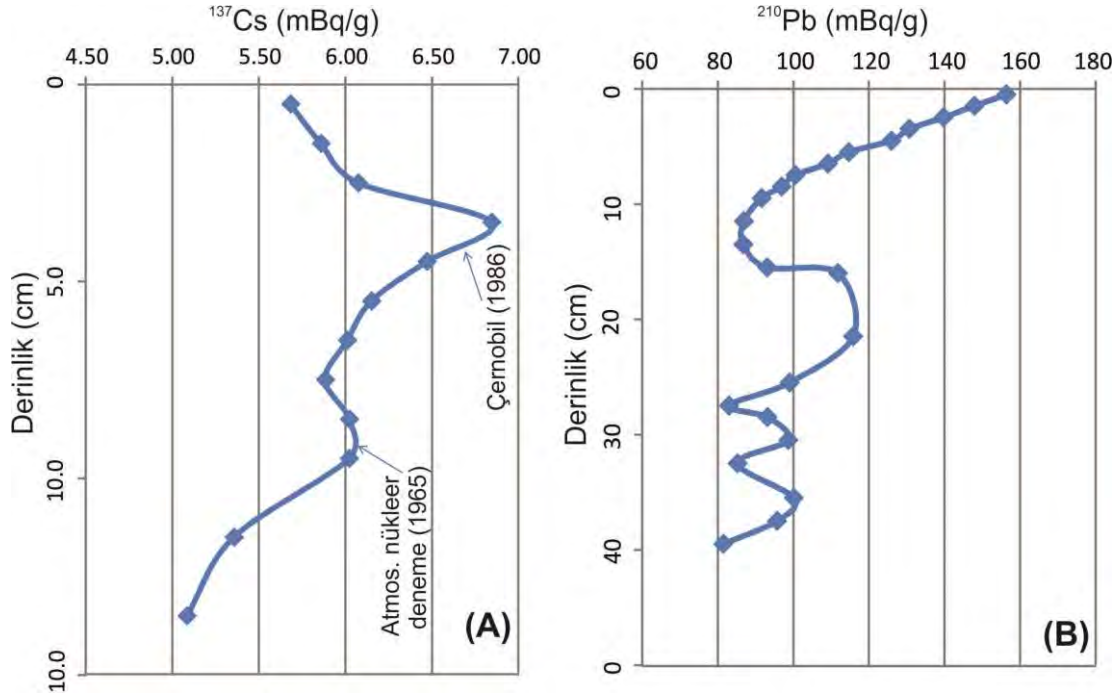 ¹³⁷Cs (mBq/g)
4.50 5.00 5.50 6.00 6.50 7.00
0
5.0
10.0
10.0
Derinlik (cm)
Çernobil (1986)
Atmos. nükleer
deneme (1965)
(A)
²¹⁰Pb (mBq/g)
60 80 100 120 140 160 180
0
10
20
30
40
0
Derinlik (cm)
(B)